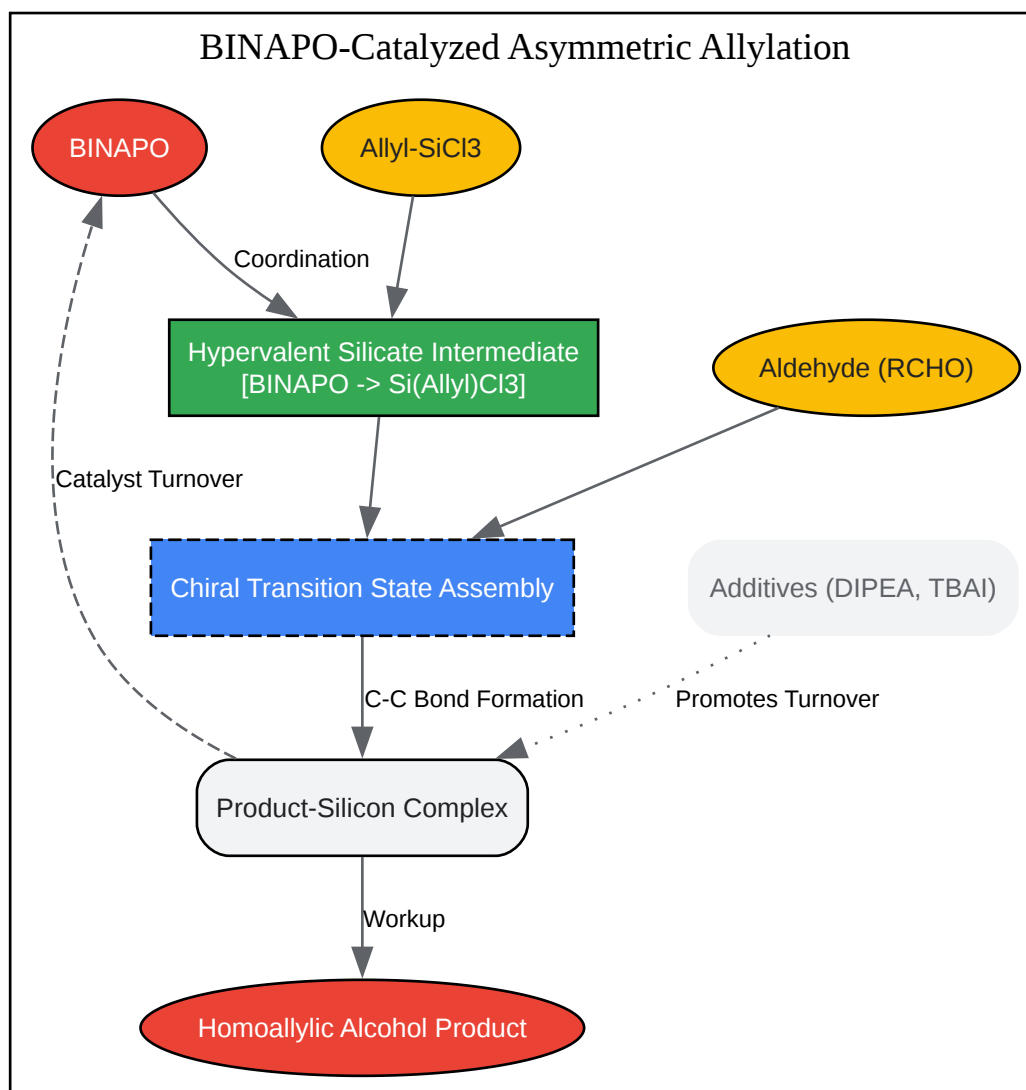 BINAPO-Catalyzed Asymmetric Allylation
BINAPO
Allyl-SiCl3
Coordination
Hypervalent Silicate Intermediate
[BINAPO -> Si(Allyl)Cl3]
Aldehyde (RCHO)
Catalyst Turnover
Chiral Transition State Assembly
Additives (DIPEA, TBAI)
C-C Bond Formation
Promotes Turnover
Product-Silicon Complex
Workup
Homoallylic Alcohol Product